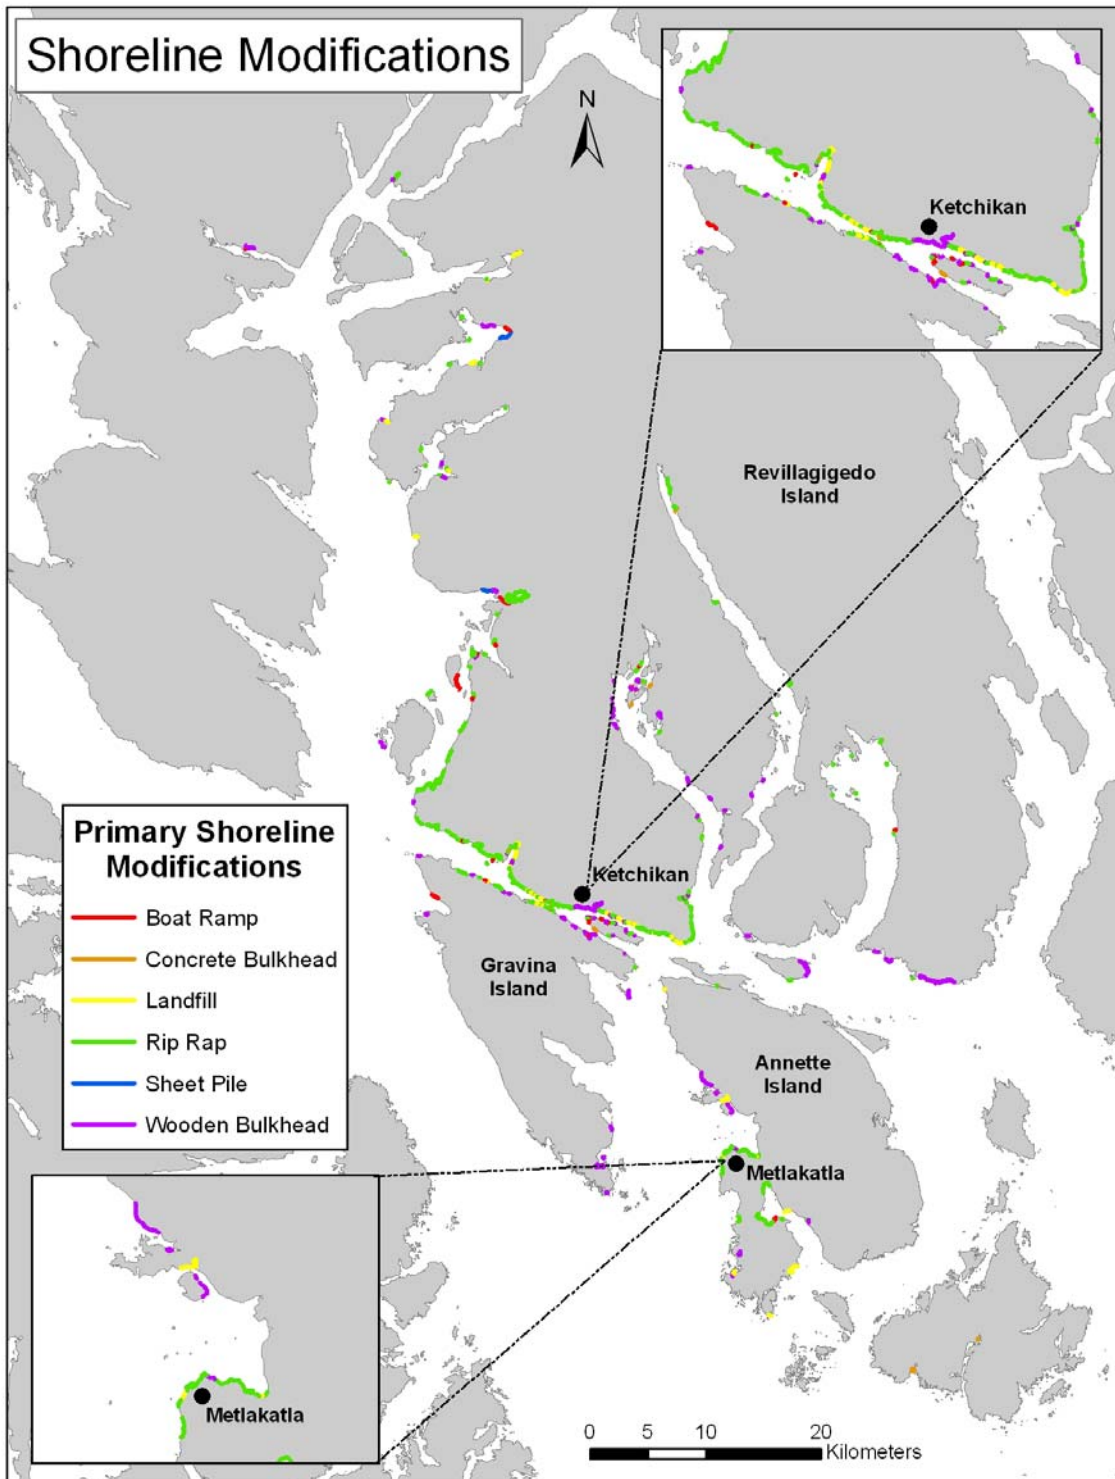 Shoreline Modifications
N
Ketchikan
Revillagigedo
Island
Primary Shoreline
Modifications
Boat Ramp
Concrete Bulkhead
Landfill
Rip Rap
Sheet Pile
Wooden Bulkhead
Ketchikan
Gravina
Island
Annette
Island
Metlakatla
Metlakatla
0 5 10 20
Kilometers